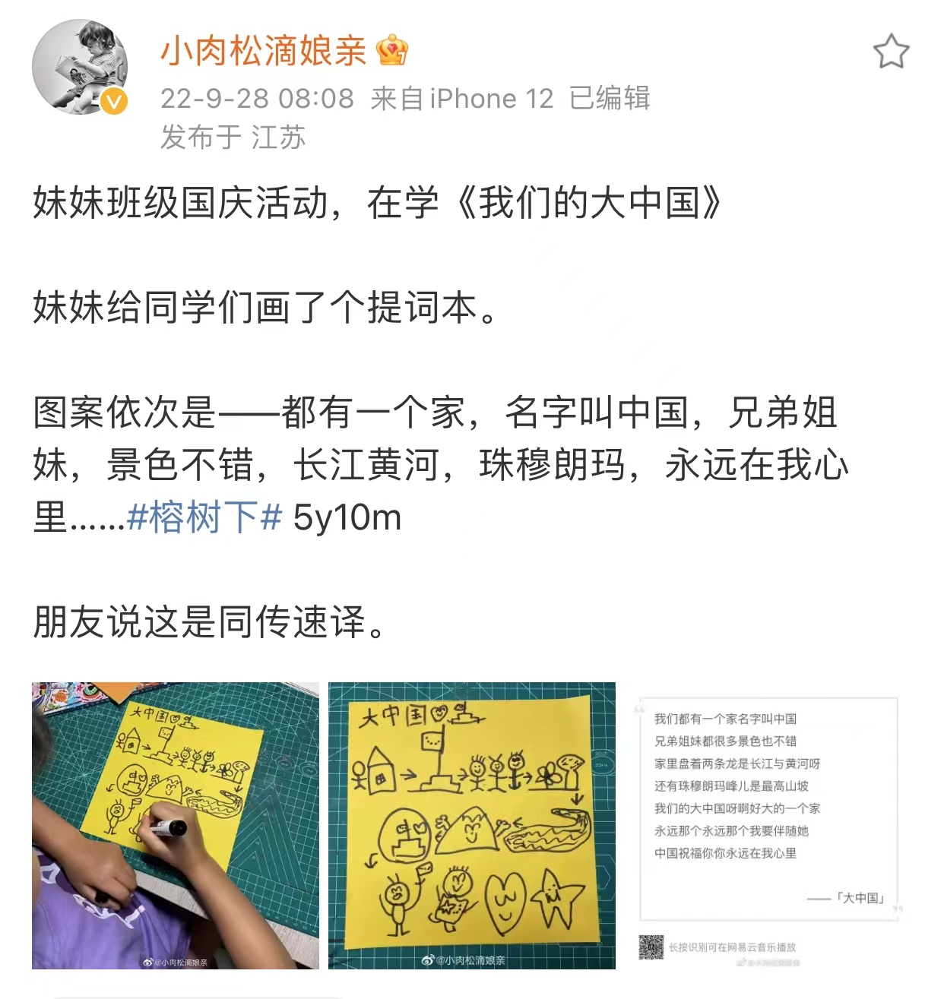 小肉松滴娘亲
22-9-28 08:08 来自iPhone 12 已编辑
发布于 江苏
妹妹班级国庆活动，在学《我们的大中国》
妹妹给同学们画了个提词本。
图案依次是——都有一个家，名字叫中国，兄弟姐
妹，景色不错，长江黄河，珠穆朗玛，永远在我心
里……#榕树下# 5y10m
朋友说这是同传速译。
大中国
@小肉松滴娘亲
大中国
@小肉松滴娘亲
我们都有一个家名字叫中国
兄弟姐妹都很多景色也不错
家里盘着两条龙是长江与黄河呀
还有珠穆朗玛峰儿是最高山坡
我们的大中国呀啊好大的一个家
永远那个永远那个我要伴随她
中国祝福你你永远在我心里
——「大中国」
长按识别可在网易云音乐播放
@小肉松滴娘亲